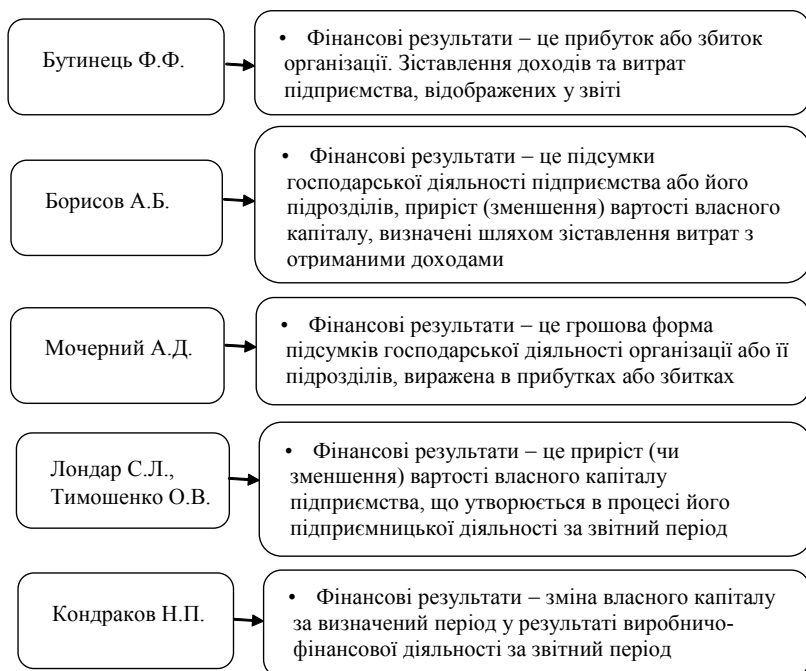 Бутинець Ф.Ф.
• Фінансові результати – це прибуток або збиток
організації. Зіставлення доходів та витрат
підприємства, відображених у звіті
Борисов А.Б.
• Фінансові результати – це підсумки
господарської діяльності підприємства або його
підрозділів, приріст (зменшення) вартості власного
капіталу, визначені шляхом зіставлення витрат з
отриманими доходами
Мочерний А.Д.
• Фінансові результати – це грошова форма
підсумків господарської діяльності організації або її
підрозділів, виражена в прибутках або збитках
Лондар С.Л.,
Тимошенко О.В.
• Фінансові результати – це приріст (чи
зменшення) вартості власного капіталу
підприємства, що утворюється в процесі його
підприємницької діяльності за звітний період
Кондраков Н.П.
• Фінансові результати – зміна власного капіталу
за визначений період у результаті виробничо-
фінансової діяльності за звітний період